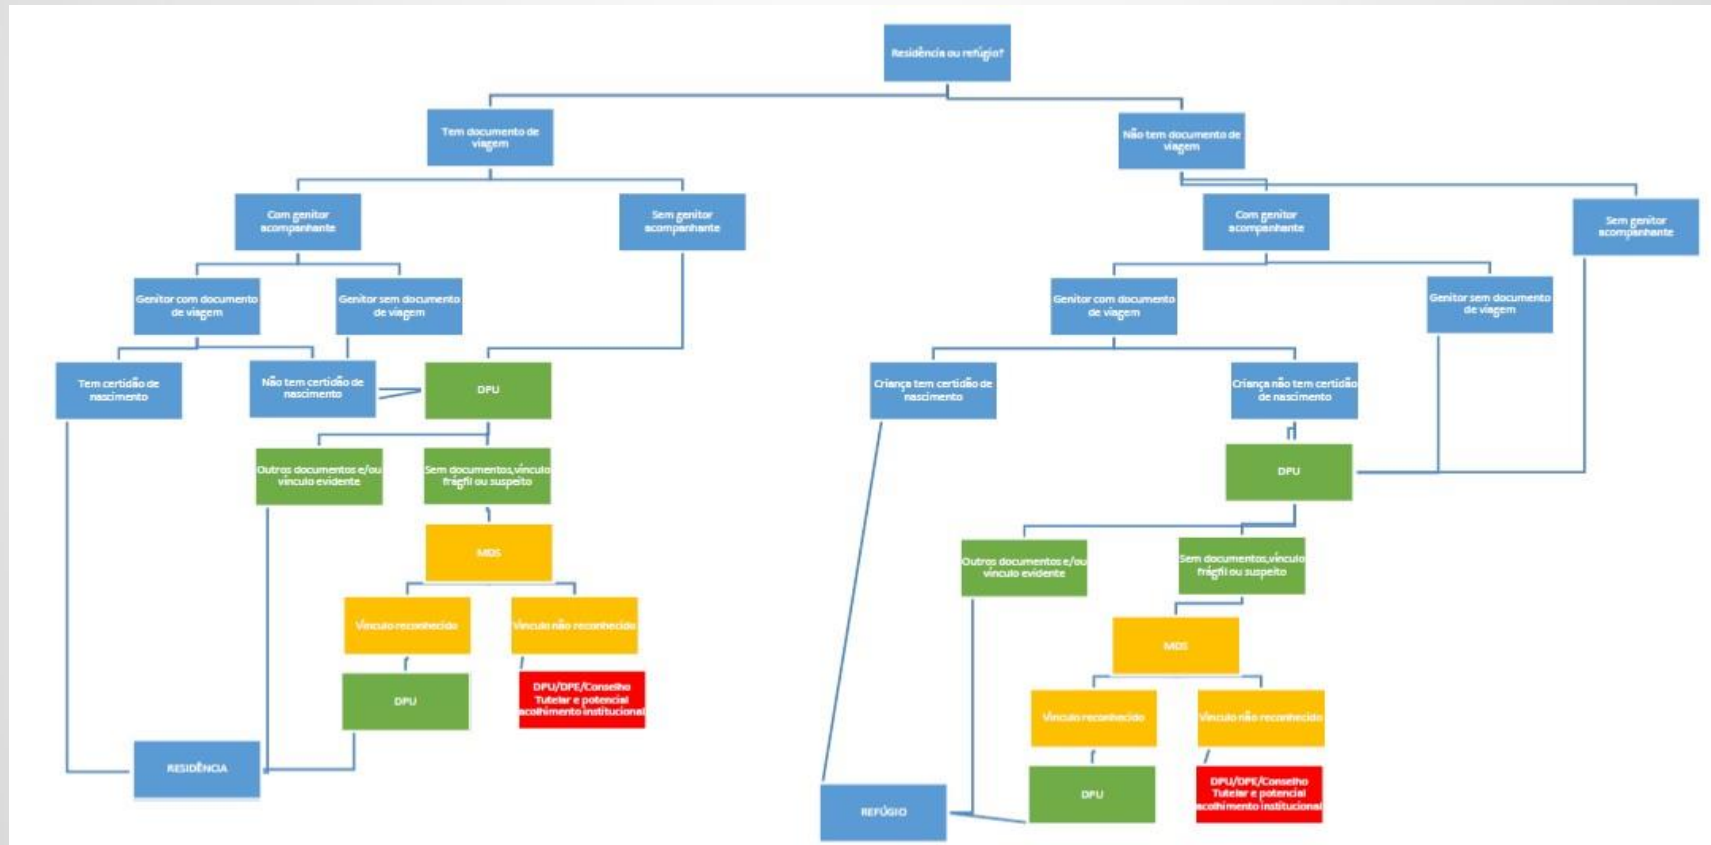 Residência ou refúgio?
Tem documento de
viagem
Não tem documento de
viagem
Com genitor
acompanhante
Sem genitor
acompanhante
Com genitor
acompanhante
Sem genitor
acompanhante
Genitor com documento
de viagem
Genitor sem documento
de viagem
Genitor com documento
de viagem
Genitor sem documento
de viagem
Tem certidão de
nascimento
Não tem certidão de
nascimento
DPU
Criança tem certidão de
nascimento
Criança não tem certidão
de nascimento
DPU
Outros documentos e/ou
vínculo evidente
Sem documentos,vínculo
frágfil ou suspeito
MDS
Outros documentos e/ou
vínculo evidente
Sem documentos,vínculo
frágfil ou suspeito
Vínculo reconhecido
Vínculo não reconhecido
MDS
DPU
DPU/DPE/Conselho
Tutelar e potencial
acolhimento institucional
Vínculo reconhecido
Vínculo não reconhecido
RESIDÊNCIA
DPU
DPU/DPE/Conselho
Tutelar e potencial
acolhimento institucional
REFÚGIO